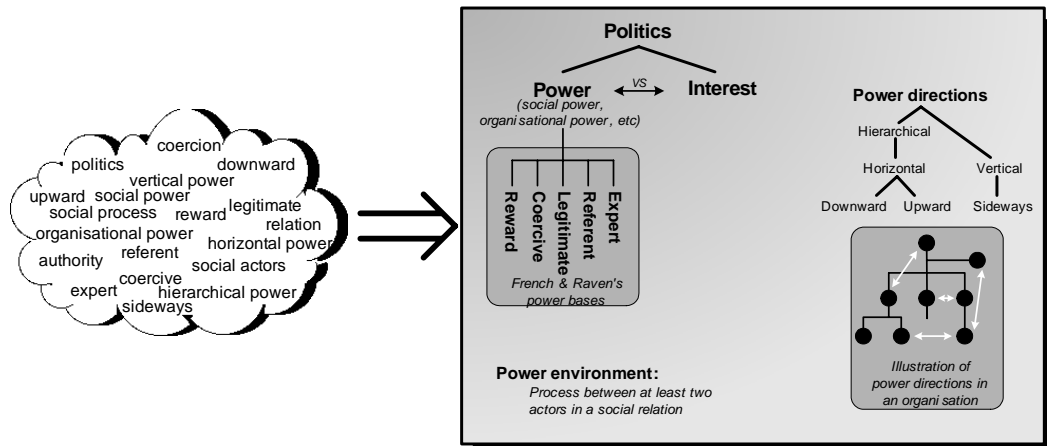 coercion
politics
downward
vertical power
upward
social power
legitimate
social process
reward
relation
organisational power
horizontal power
referent
authority
social actors
coercive
expert
hierarchical power
sideways
Politics
Power
vs
Interest
(social power,
organisational power, etc)
Reward
Coercive
Legitimate
Referent
Expert
French & Raven's
power bases
Power environment:
Process between at least two
actors in a social relation
Power directions
Hierarchical
Horizontal
Vertical
Downward
Upward
Sideways
Illustration of
power directions in
an organisation